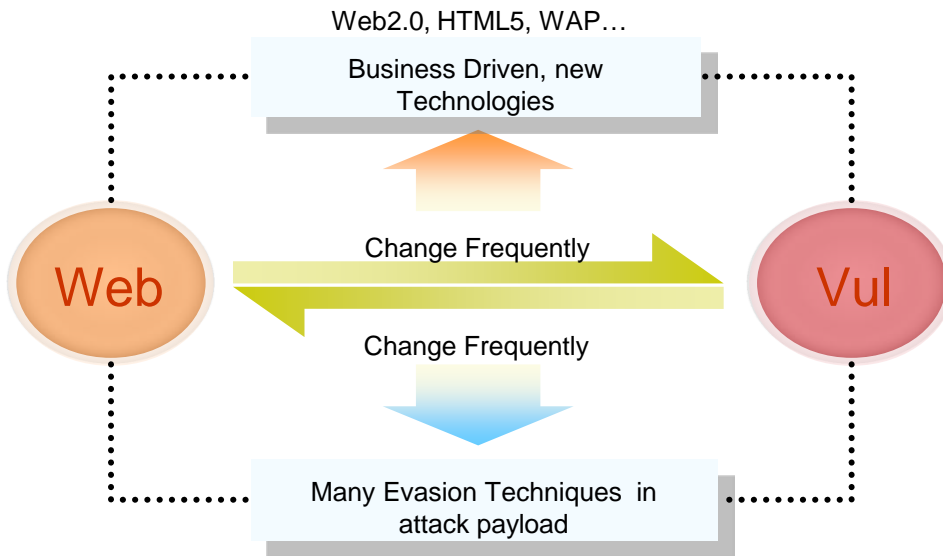 Web2.0, HTML5, WAP…
Business Driven, new
Technologies
Change Frequently
Web
Vul
Change Frequently
Many Evasion Techniques in
attack payload